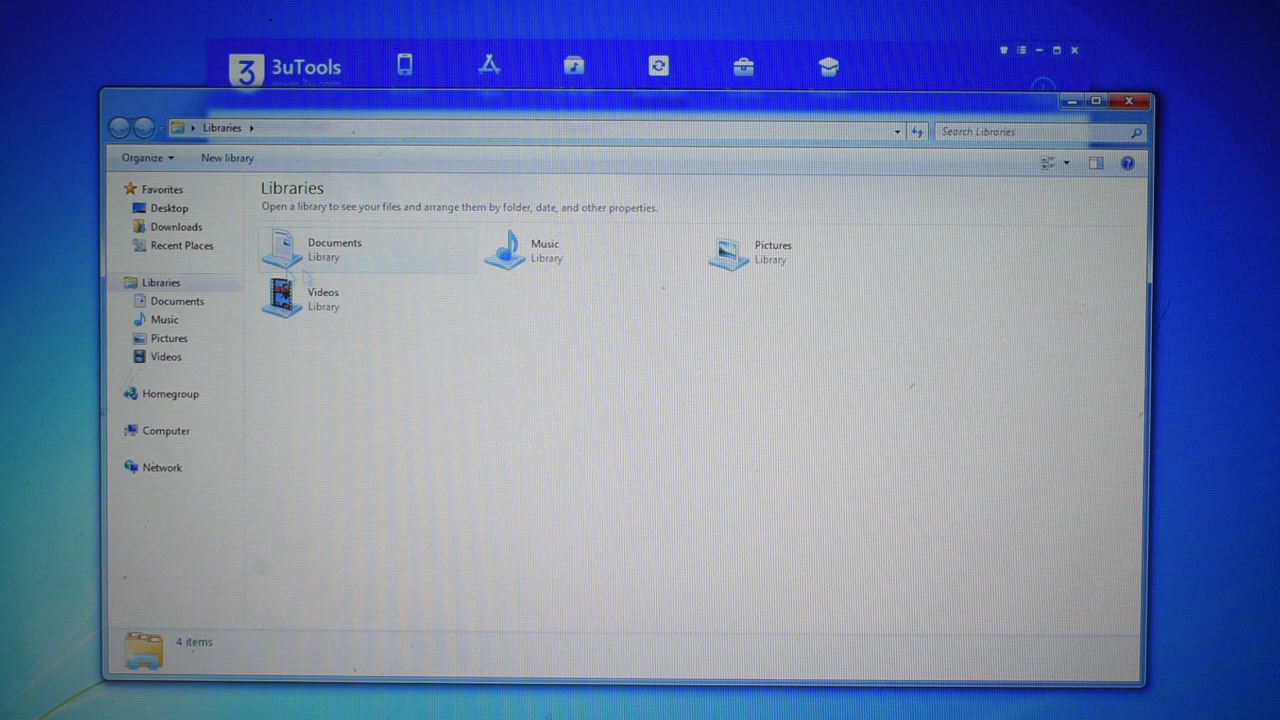 3uTools
Libraries
Search Libraries
Organize
New library
Favorites
Desktop
Downloads
Recent Places
Libraries
Documents
Music
Pictures
Videos
Homegroup
Computer
Network
Libraries
Open a library to see your files and arrange them by folder, date, and other properties.
Documents
Library
Music
Library
Pictures
Library
Videos
Library
4 items